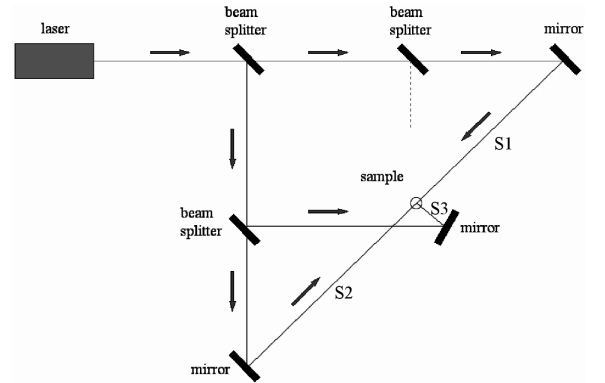 laser
beam
splitter
beam
splitter
mirror
S1
sample
S3
beam
splitter
mirror
S2
mirror